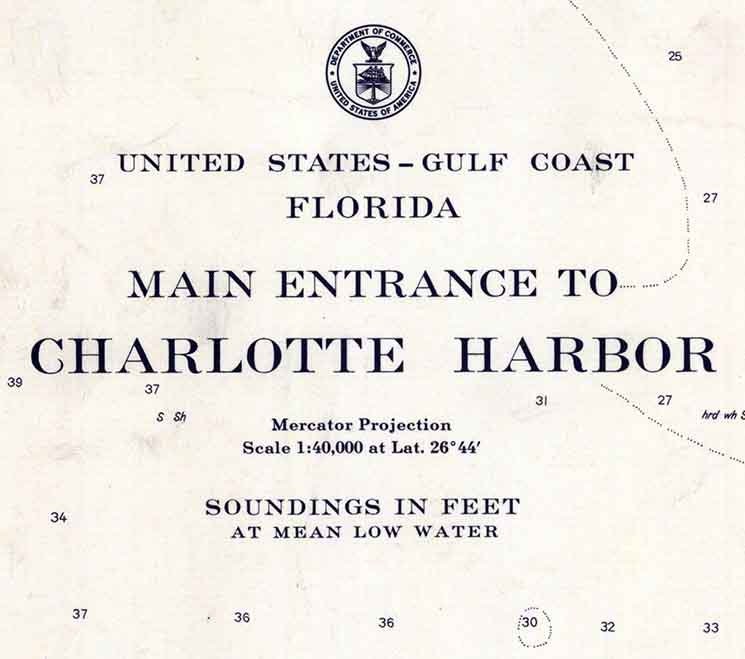 DEPARTMENT OF COMMERCE
UNITED STATES OF AMERICA
25
UNITED STATES – GULF COAST
37
27
FLORIDA
MAIN ENTRANCE TO
CHARLOTTE HARBOR
39
37
31
27
S Sh
hrd wh S
Mercator Projection
Scale 1:40,000 at Lat. 26°44′
SOUNDINGS IN FEET
34
AT MEAN LOW WATER
37
36
36
30
32
33